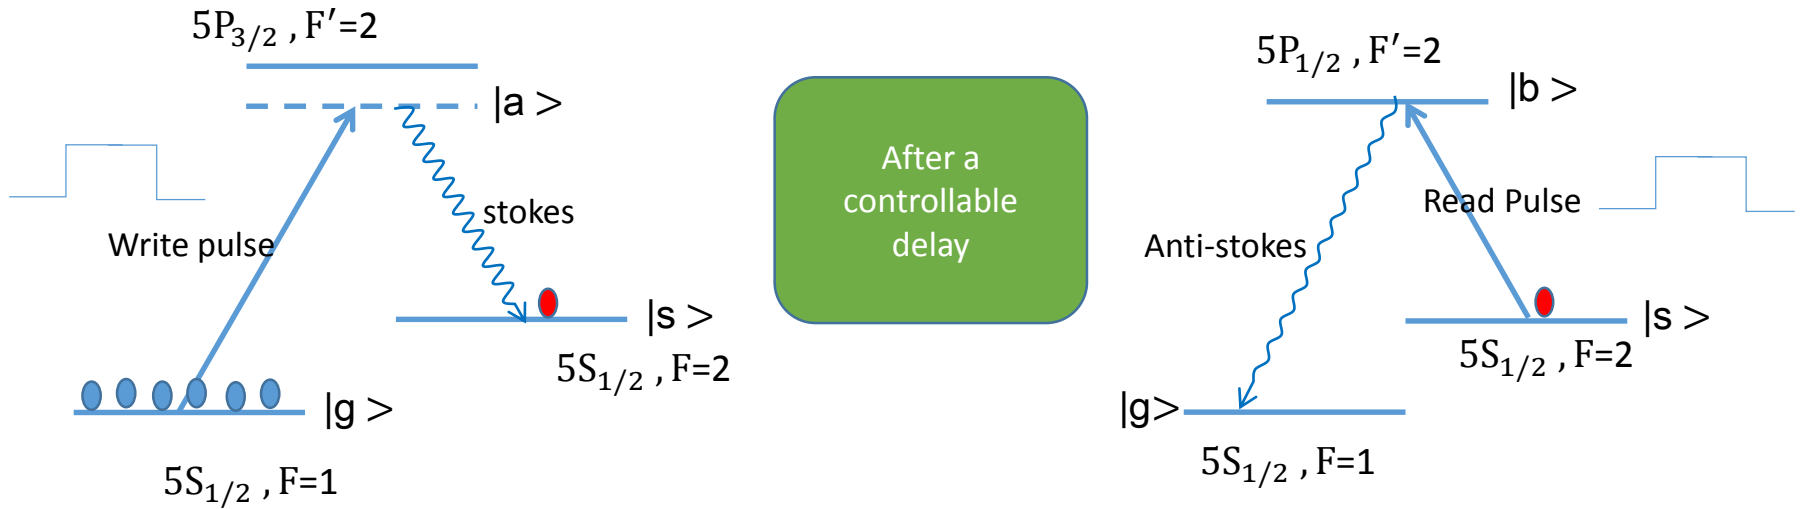 5P3/2 , F′=2
|a >
Write pulse
stokes
|s >
5S1/2 , F=2
|g >
5S1/2 , F=1
After a
controllable
delay
5P1/2 , F′=2
|b >
Read Pulse
Anti-stokes
|s >
5S1/2 , F=2
|g>
5S1/2 , F=1